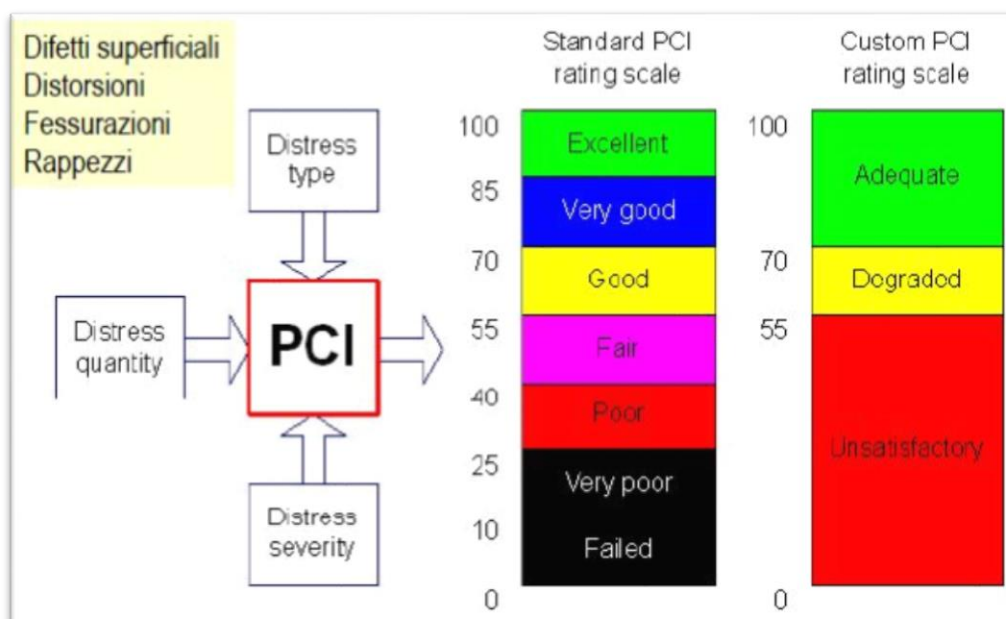 Difetti superficiali
Distorsioni
Fessurazioni
Rappezzi
Distress
type
Distress
quantity
PCI
Distress
severity
Standard PCI
rating scale
100
Excellent
85
Very good
70
Good
55
Fair
40
Poor
25
Very poor
10
Failed
0
Custom PCI
rating scale
100
Adequate
70
Degraded
55
Unsatisfactory
0